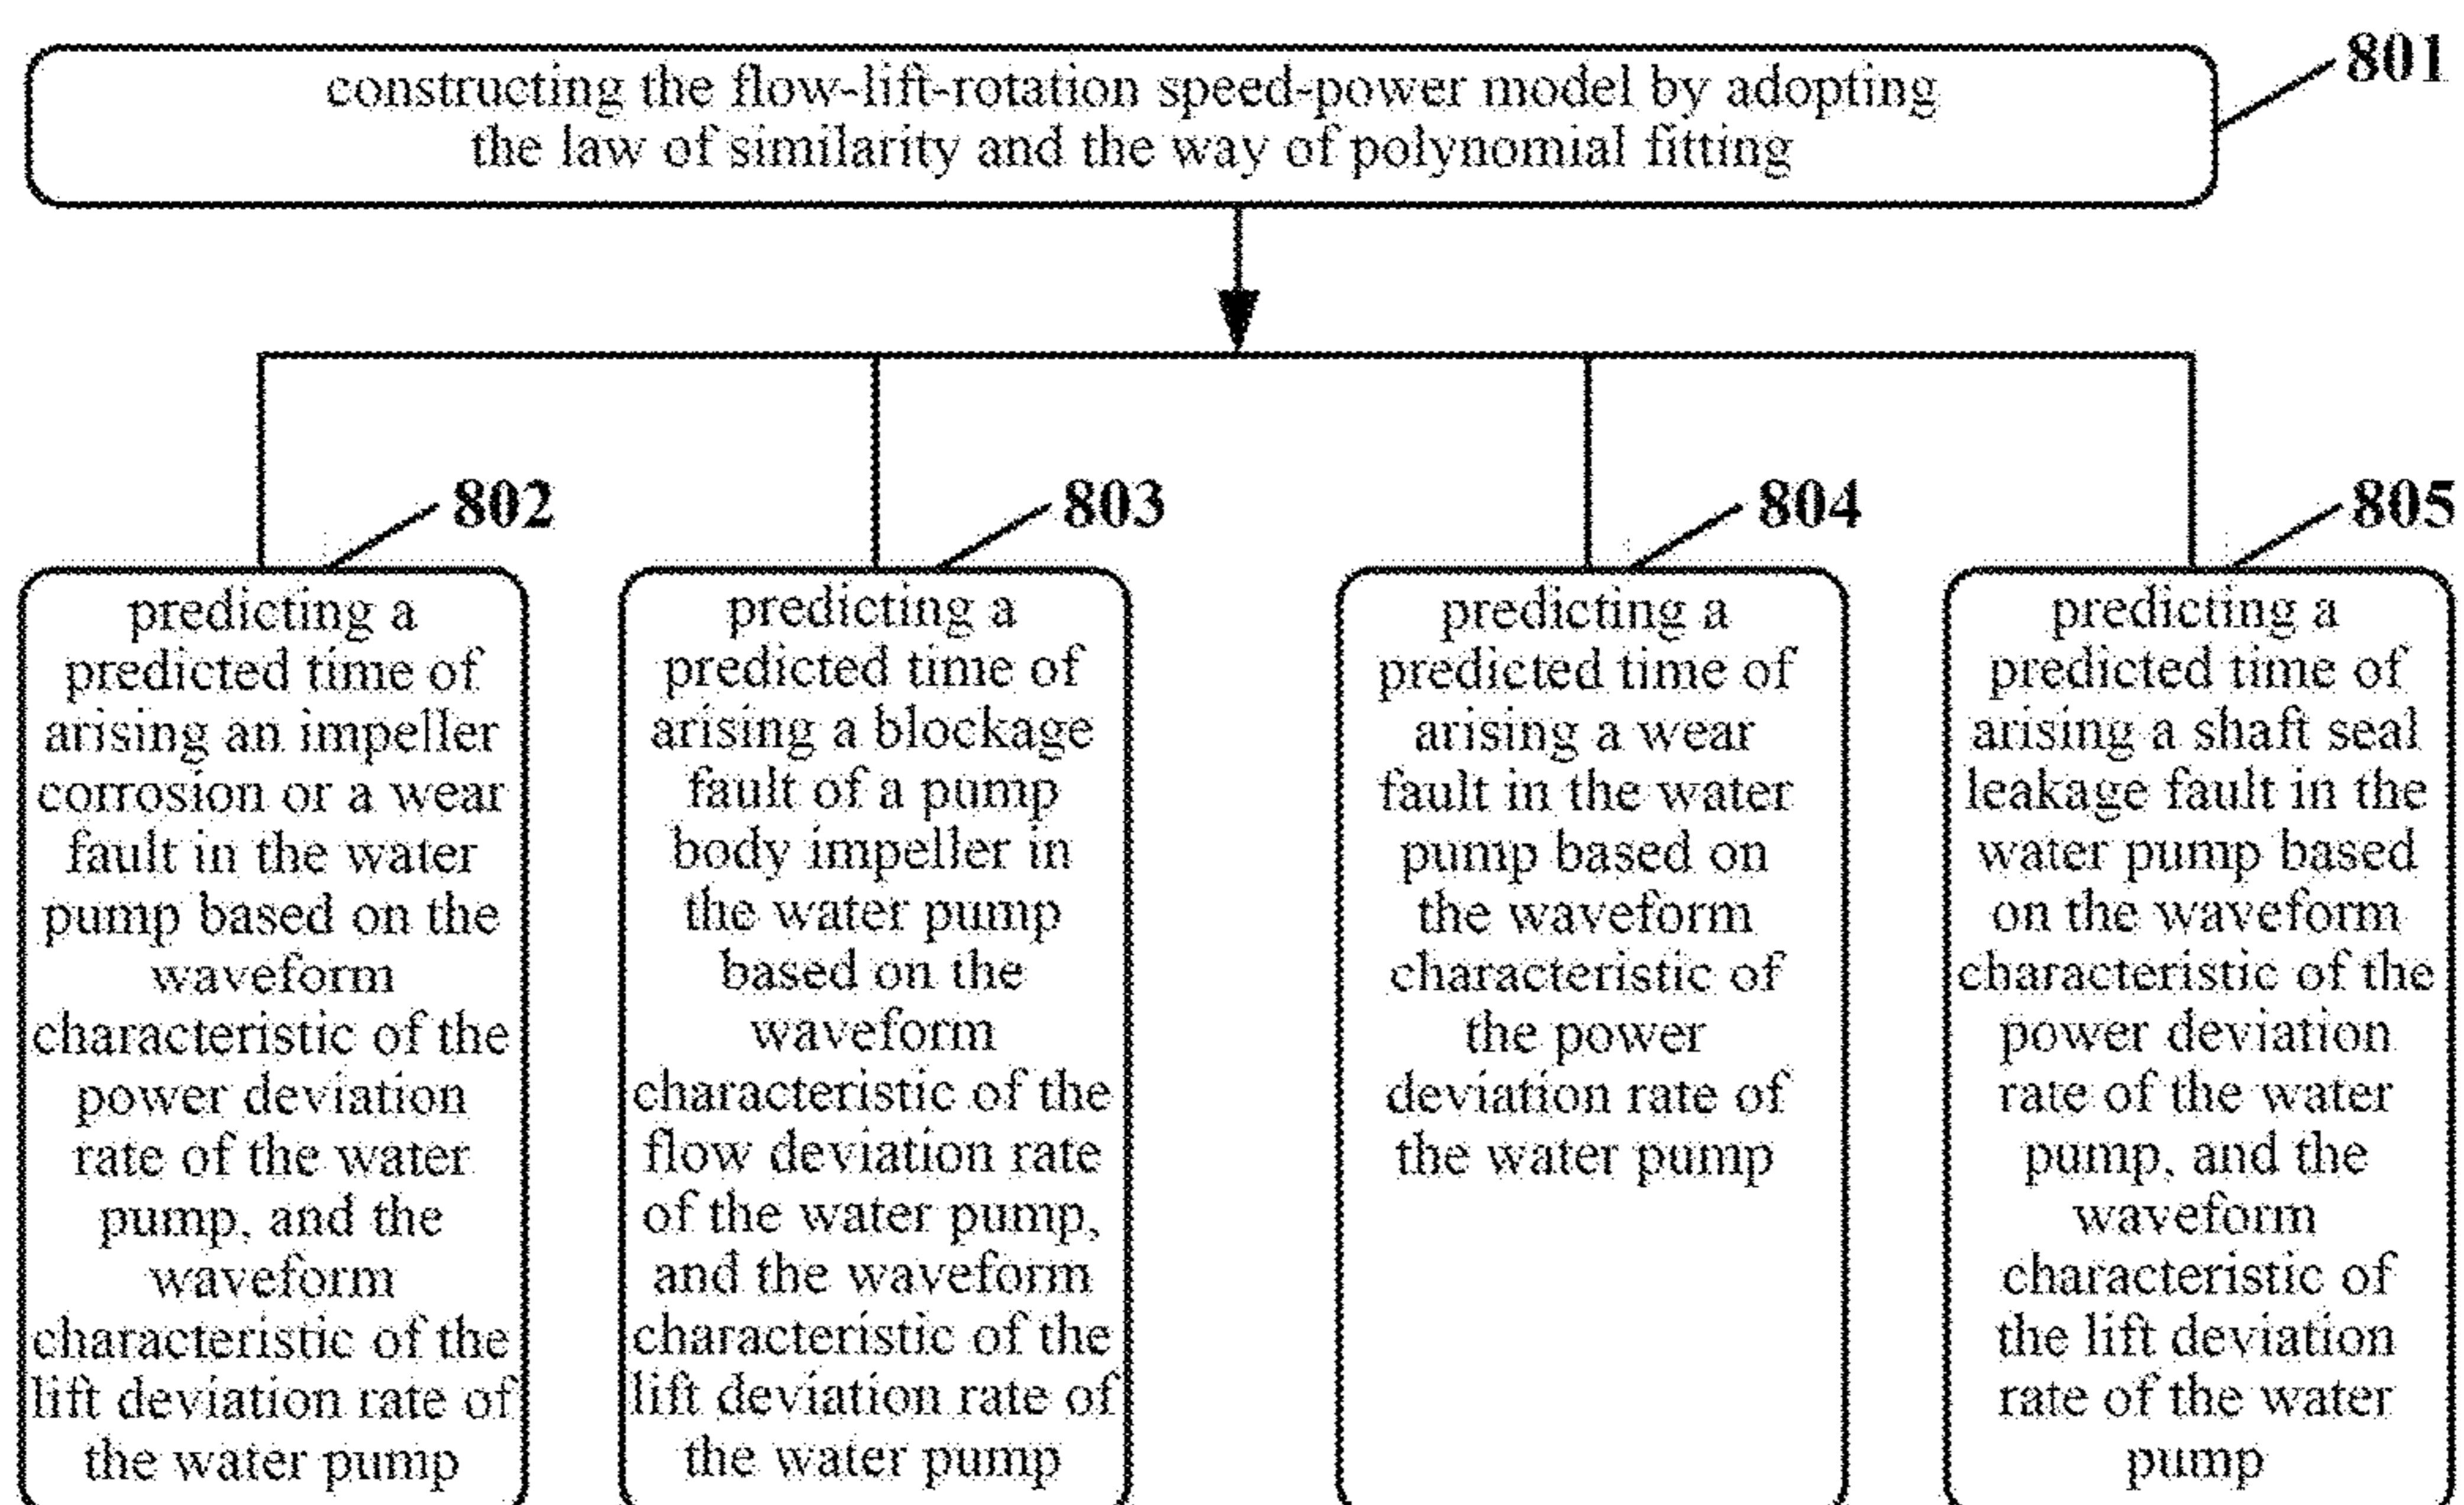 constructing the flow-lift-rotation speed-power model by adopting
the law of similarity and the way of polynomial fitting
801
802
predicting a
predicted time of
arising an impeller
corrosion or a wear
fault in the water
pump based on the
waveform
characteristic of the
power deviation
rate of the water
pump, and the
waveform
characteristic of the
lift deviation rate of
the water pump
803
predicting a
predicted time of
arising a blockage
fault of a pump
body impeller in
the water pump
based on the
waveform
characteristic of the
flow deviation rate
of the water pump,
and the waveform
characteristic of the
lift deviation rate of
the water pump
804
predicting a
predicted time of
arising a wear
fault in the water
pump based on
the waveform
characteristic of
the power
deviation rate of
the water pump
805
predicting a
predicted time of
arising a shaft seal
leakage fault in the
water pump based
on the waveform
characteristic of the
power deviation
rate of the water
pump, and the
waveform
characteristic of
the lift deviation
rate of the water
pump